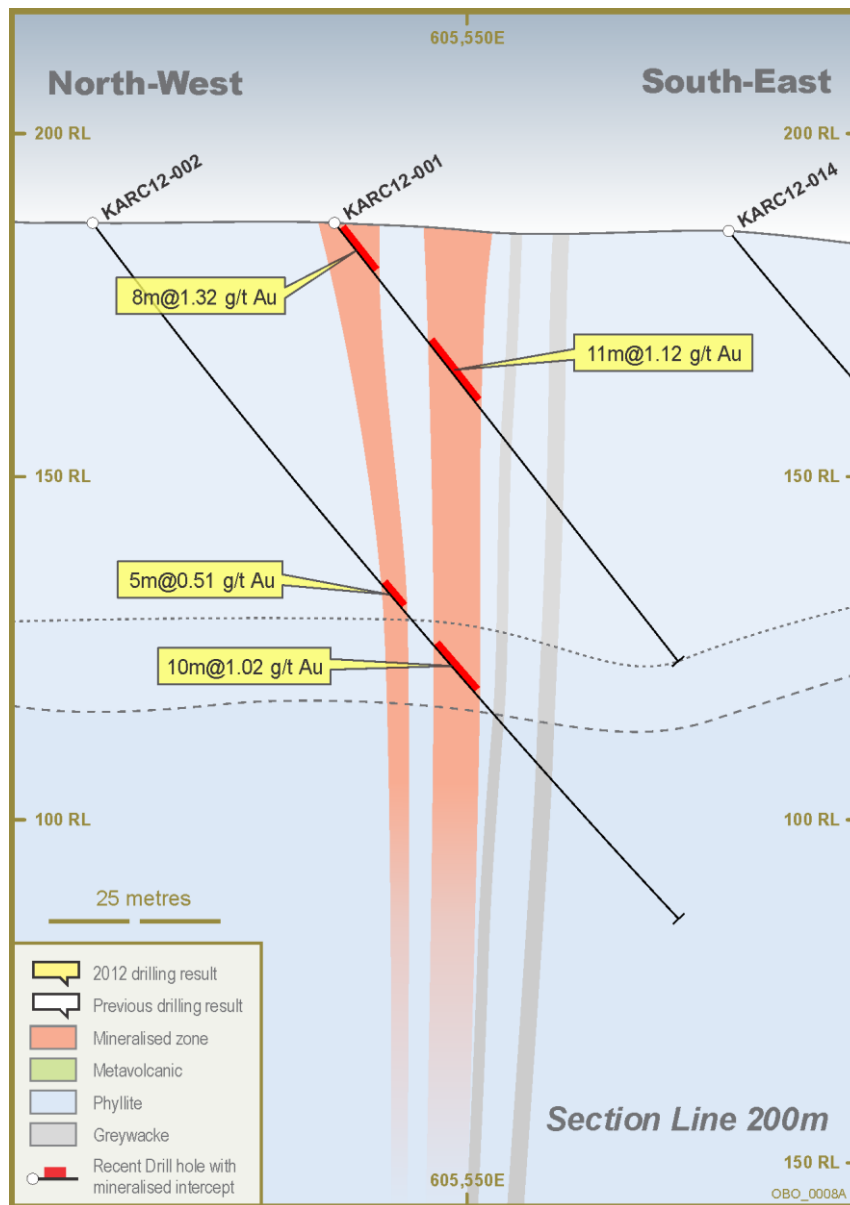 605,550E
North-West
South-East
200 RL
200 RL
KARC12-002
KARC12-001
KARC12-014
8m@1.32 g/t Au
11m@1.12 g/t Au
150 RL
150 RL
5m@0.51 g/t Au
10m@1.02 g/t Au
100 RL
100 RL
25 metres
2012 drilling result
Previous drilling result
Mineralised zone
Metavolcanic
Phyllite
Greywacke
Recent Drill hole with
mineralised intercept
Section Line 200m
150 RL
605,550E
OBO_0008A